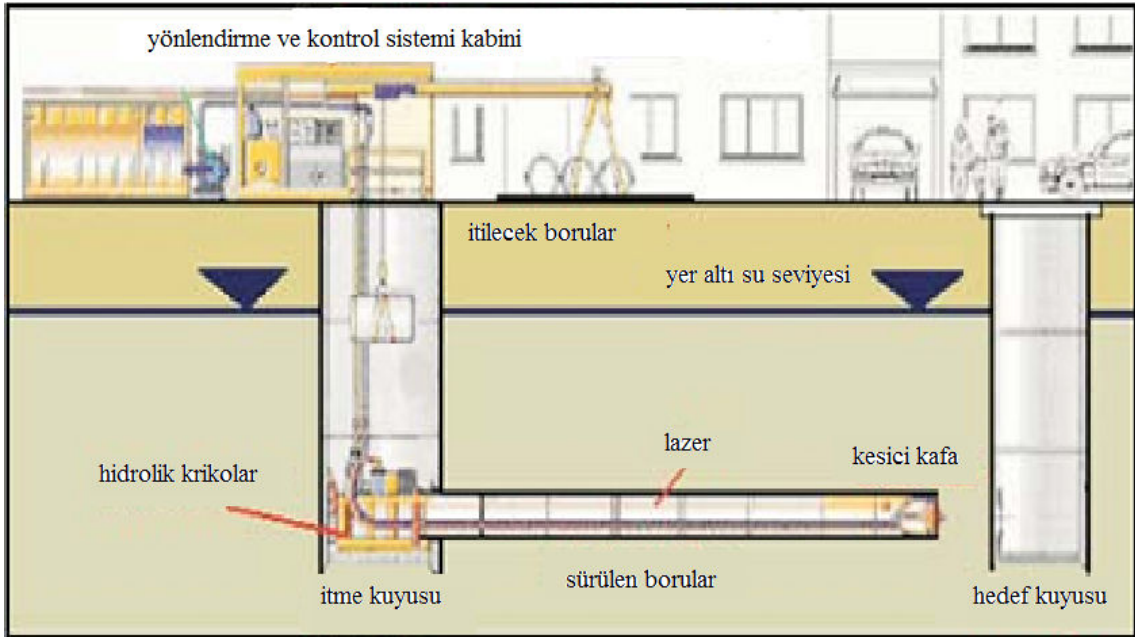 yönlendirme ve kontrol sistemi kabini
itilecek borular
yer altı su seviyesi
lazer
kesici kafa
hidrolik krikolar
sürülen borular
itme kuyusu
hedef kuyusu